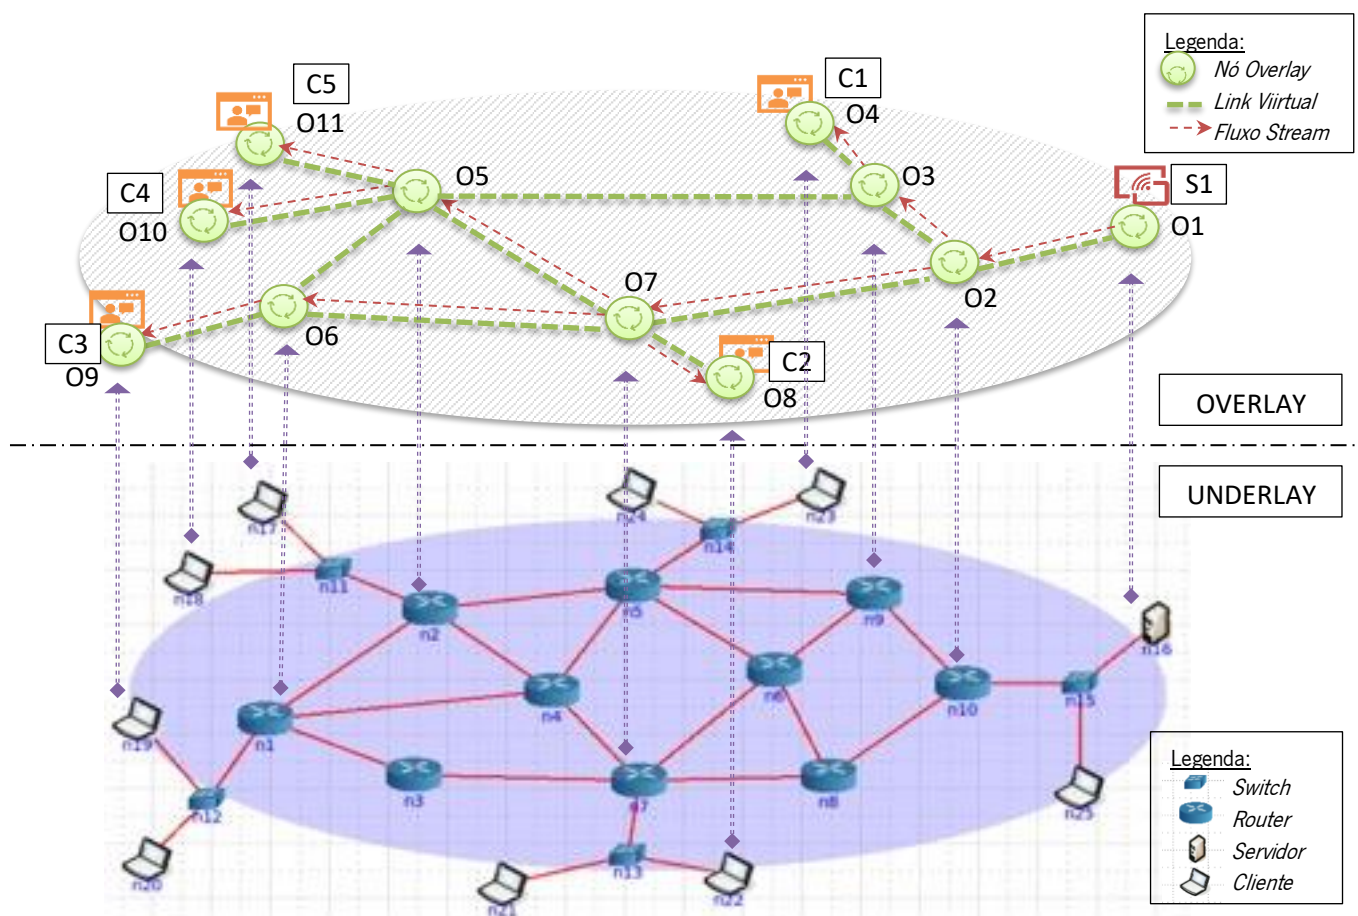 Legenda:
Nó Overlay
Link Viirtual
Fluxo Stream
C5
C1
O11
O4
C4
O5
O3
S1
O10
O1
O7
O2
O6
C3
C2
O9
O8
OVERLAY
UNDERLAY
n17
n24
n23
n14
n18
n11
n5
n9
n2
n16
n6
n4
n10
n15
n19
n1
n3
n7
n8
n12
n25
n13
n20
n21
n22
Legenda:
Switch
Router
Servidor
Cliente